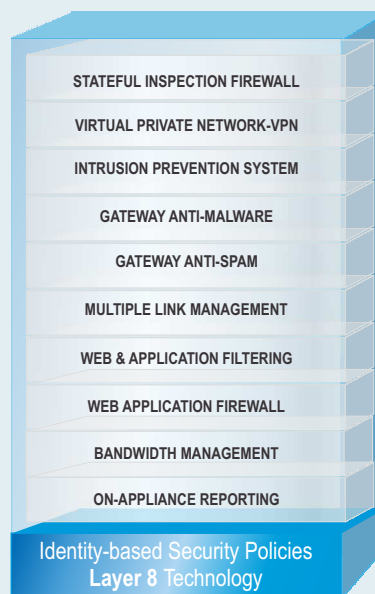 STATEFUL INSPECTION FIREWALL
VIRTUAL PRIVATE NETWORK-VPN
INTRUSION PREVENTION SYSTEM
GATEWAY ANTI-MALWARE
GATEWAY ANTI-SPAM
MULTIPLE LINK MANAGEMENT
WEB & APPLICATION FILTERING
WEB APPLICATION FIREWALL
BANDWIDTH MANAGEMENT
ON-APPLIANCE REPORTING
Identity-based Security Policies
Layer 8 Technology